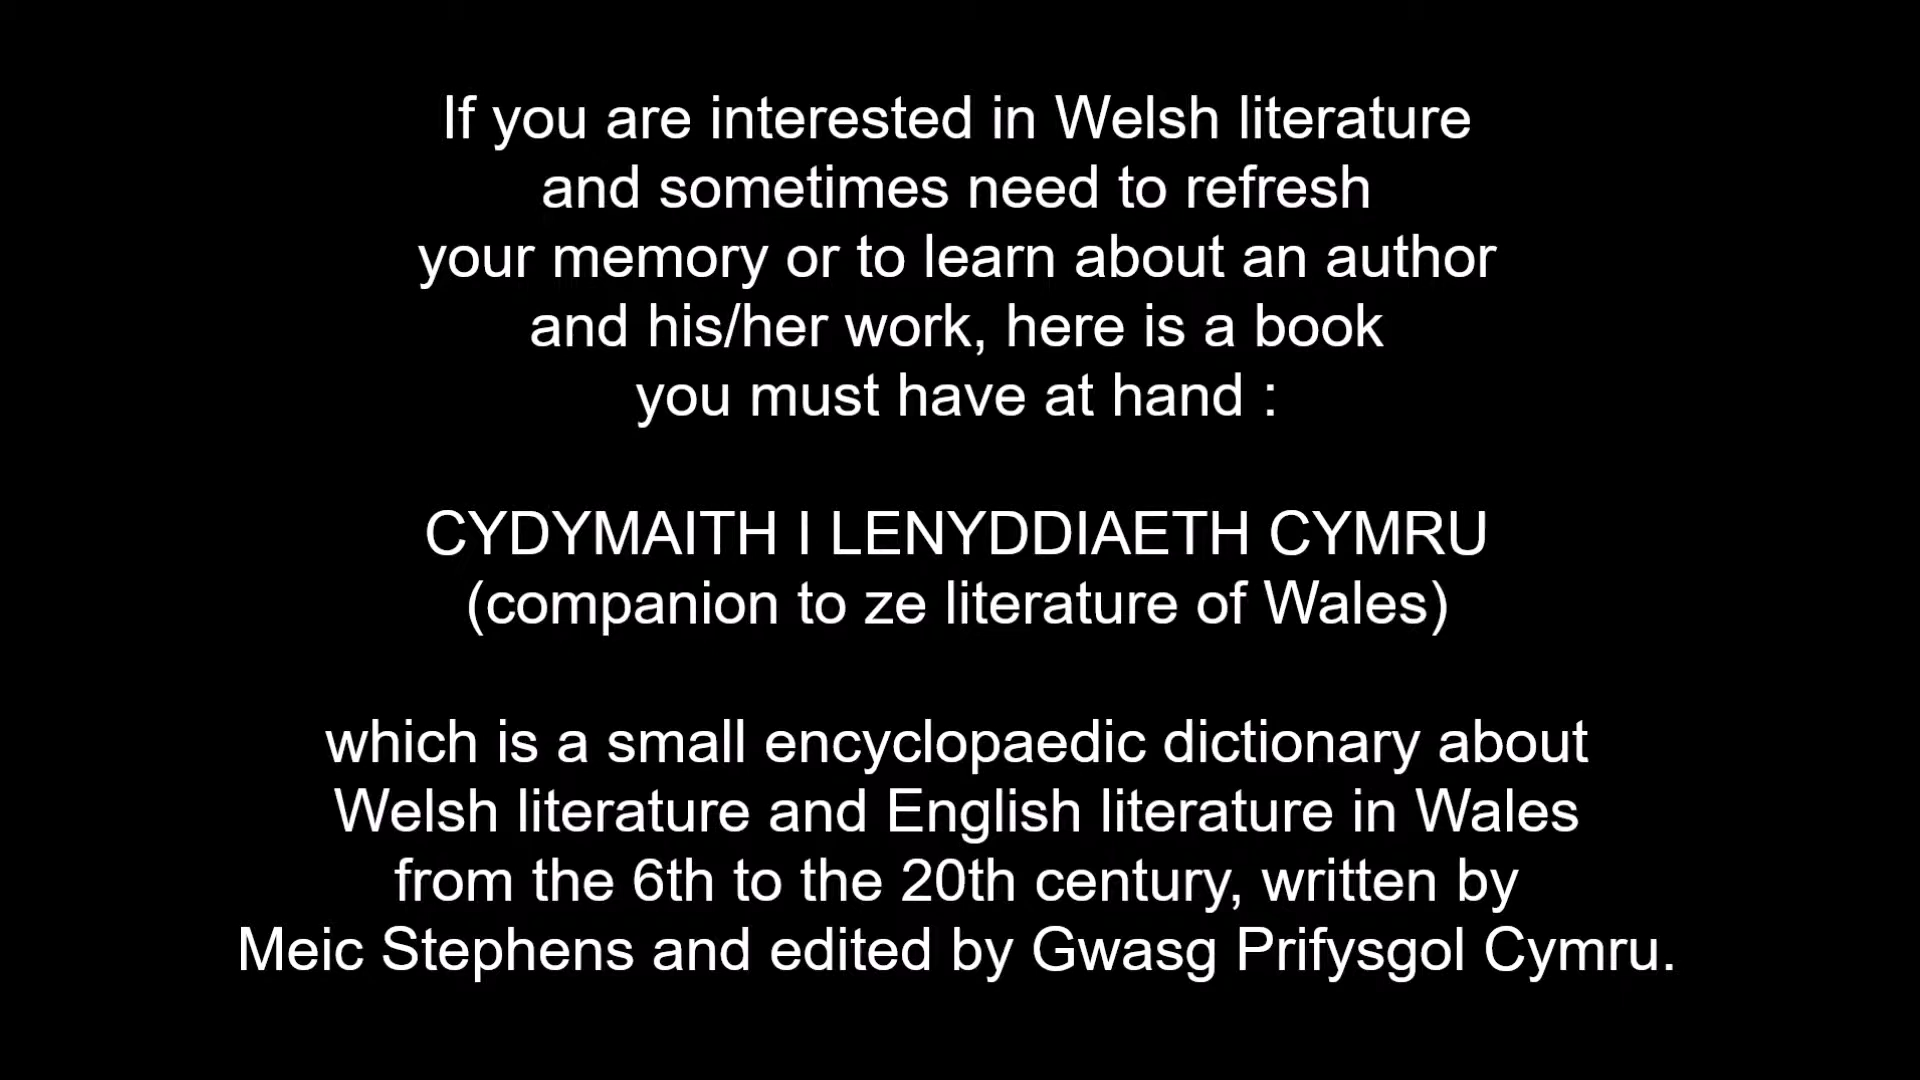 If you are interested in Welsh literature
and sometimes need to refresh
your memory or to learn about an author
and his/her work, here is a book
you must have at hand :
CYDYMAITH I LENYDDIAETH CYMRU
(companion to ze literature of Wales)
which is a small encyclopaedic dictionary about
Welsh literature and English literature in Wales
from the 6th to the 20th century, written by
Meic Stephens and edited by Gwasg Prifysgol Cymru.